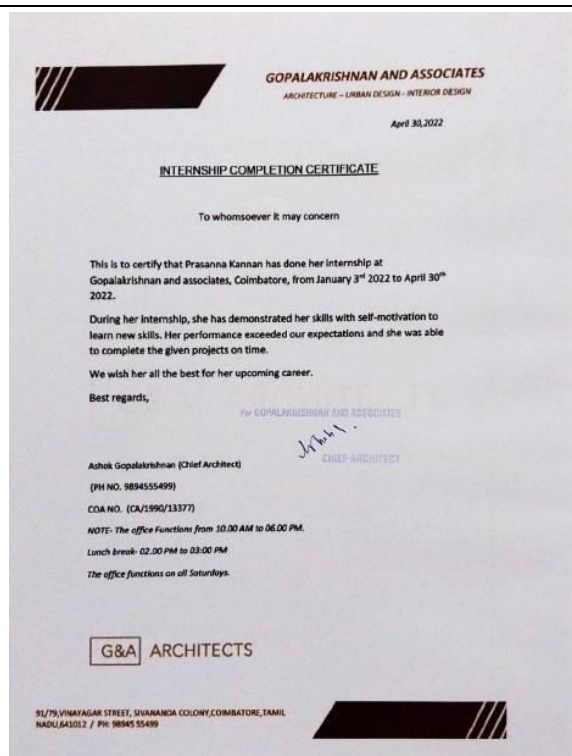 GOPALAKRISHNAN AND ASSOCIATES
ARCHITECTURE – URBAN DESIGN - INTERIOR DESIGN
April 30,2022
INTERNSHIP COMPLETION CERTIFICATE
To whomsoever it may concern
This is to certify that Prasanna Kannan has done her internship at
Gopalakrishnan and associates, Coimbatore, from January 3rd 2022 to April 30th
2022.
During her internship, she has demonstrated her skills with self-motivation to
learn new skills. Her performance exceeded our expectations and she was able
to complete the given projects on time.
We wish her all the best for her upcoming career.
Best regards,
For GOPALAKRISHNAN AND ASSOCIATES
CHIEF ARCHITECT
Ashok Gopalakrishnan (Chief Architect)
(PH NO. 9894555499)
COA NO. (CA/1990/13377)
NOTE- The office Functions from 10.00 AM to 06.00 PM.
Lunch break- 02.00 PM to 03:00 PM
The office functions on all Saturdays.
G&A ARCHITECTS
91/79,VINAYAGAR STREET, SIVANANDA COLONY,COIMBATORE,TAMIL
NADU,641012 / PH: 98945 55499